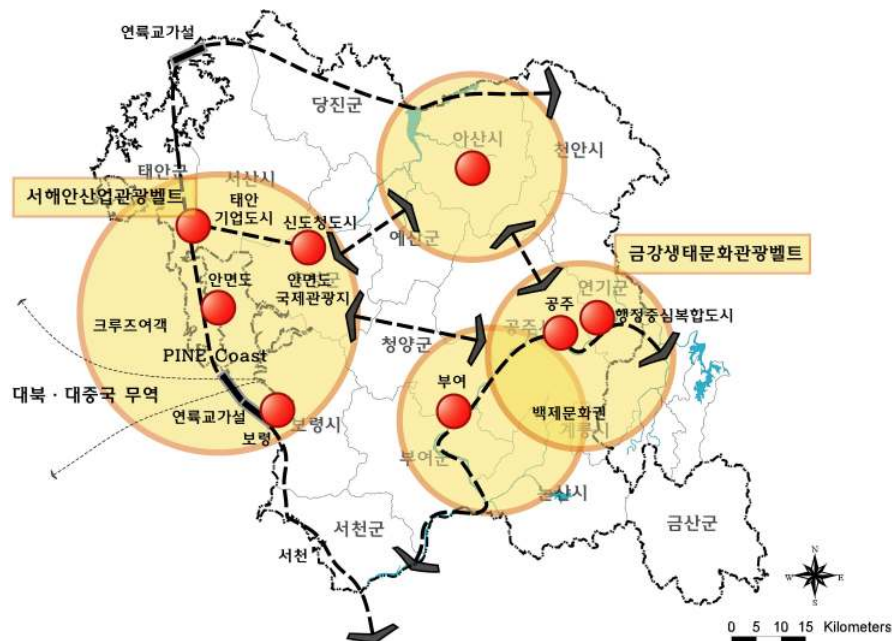 연륙교가설
당진군
아산시
천안시
태안군
서산시
서해안산업관광벨트
태안
기업도시
신도청도시
예산군
금강생태문화관광벨트
안면도
안면도
국제관광지
연기군
공주
공주시
행정중심복합도시
크루즈여객
청양군
PINE Coast
대북 · 대중국 무역
부여
연륙교가설
보령
보령시
백제문화권
계룡시
부여군
논산시
금산군
서천군
서천
N
W
E
S
0 5 10 15 Kilometers